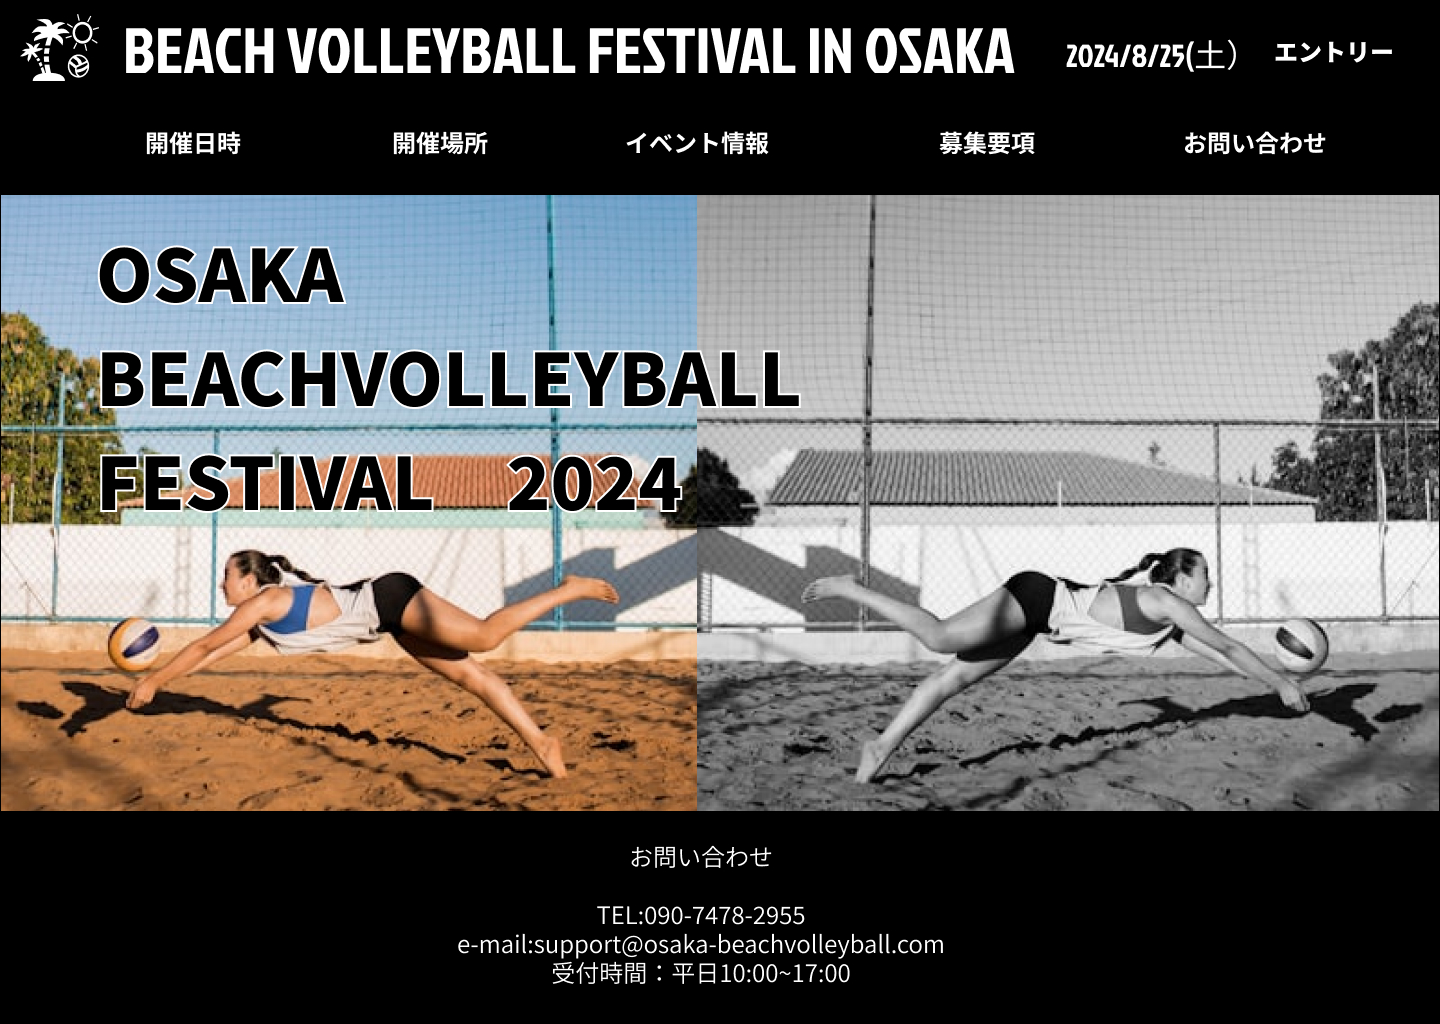 BEACH VOLLEYBALL FESTIVAL IN OSAKA
2024/8/25(土）
エントリー
開催日時
開催場所
イベント情報
募集要項
お問い合わせ
OSAKA
BEACHVOLLEYBALL
FESTIVAL　2024
お問い合わせ
TEL:090-7478-2955
e-mail:support@osaka-beachvolleyball.com
受付時間：平日10:00~17:00